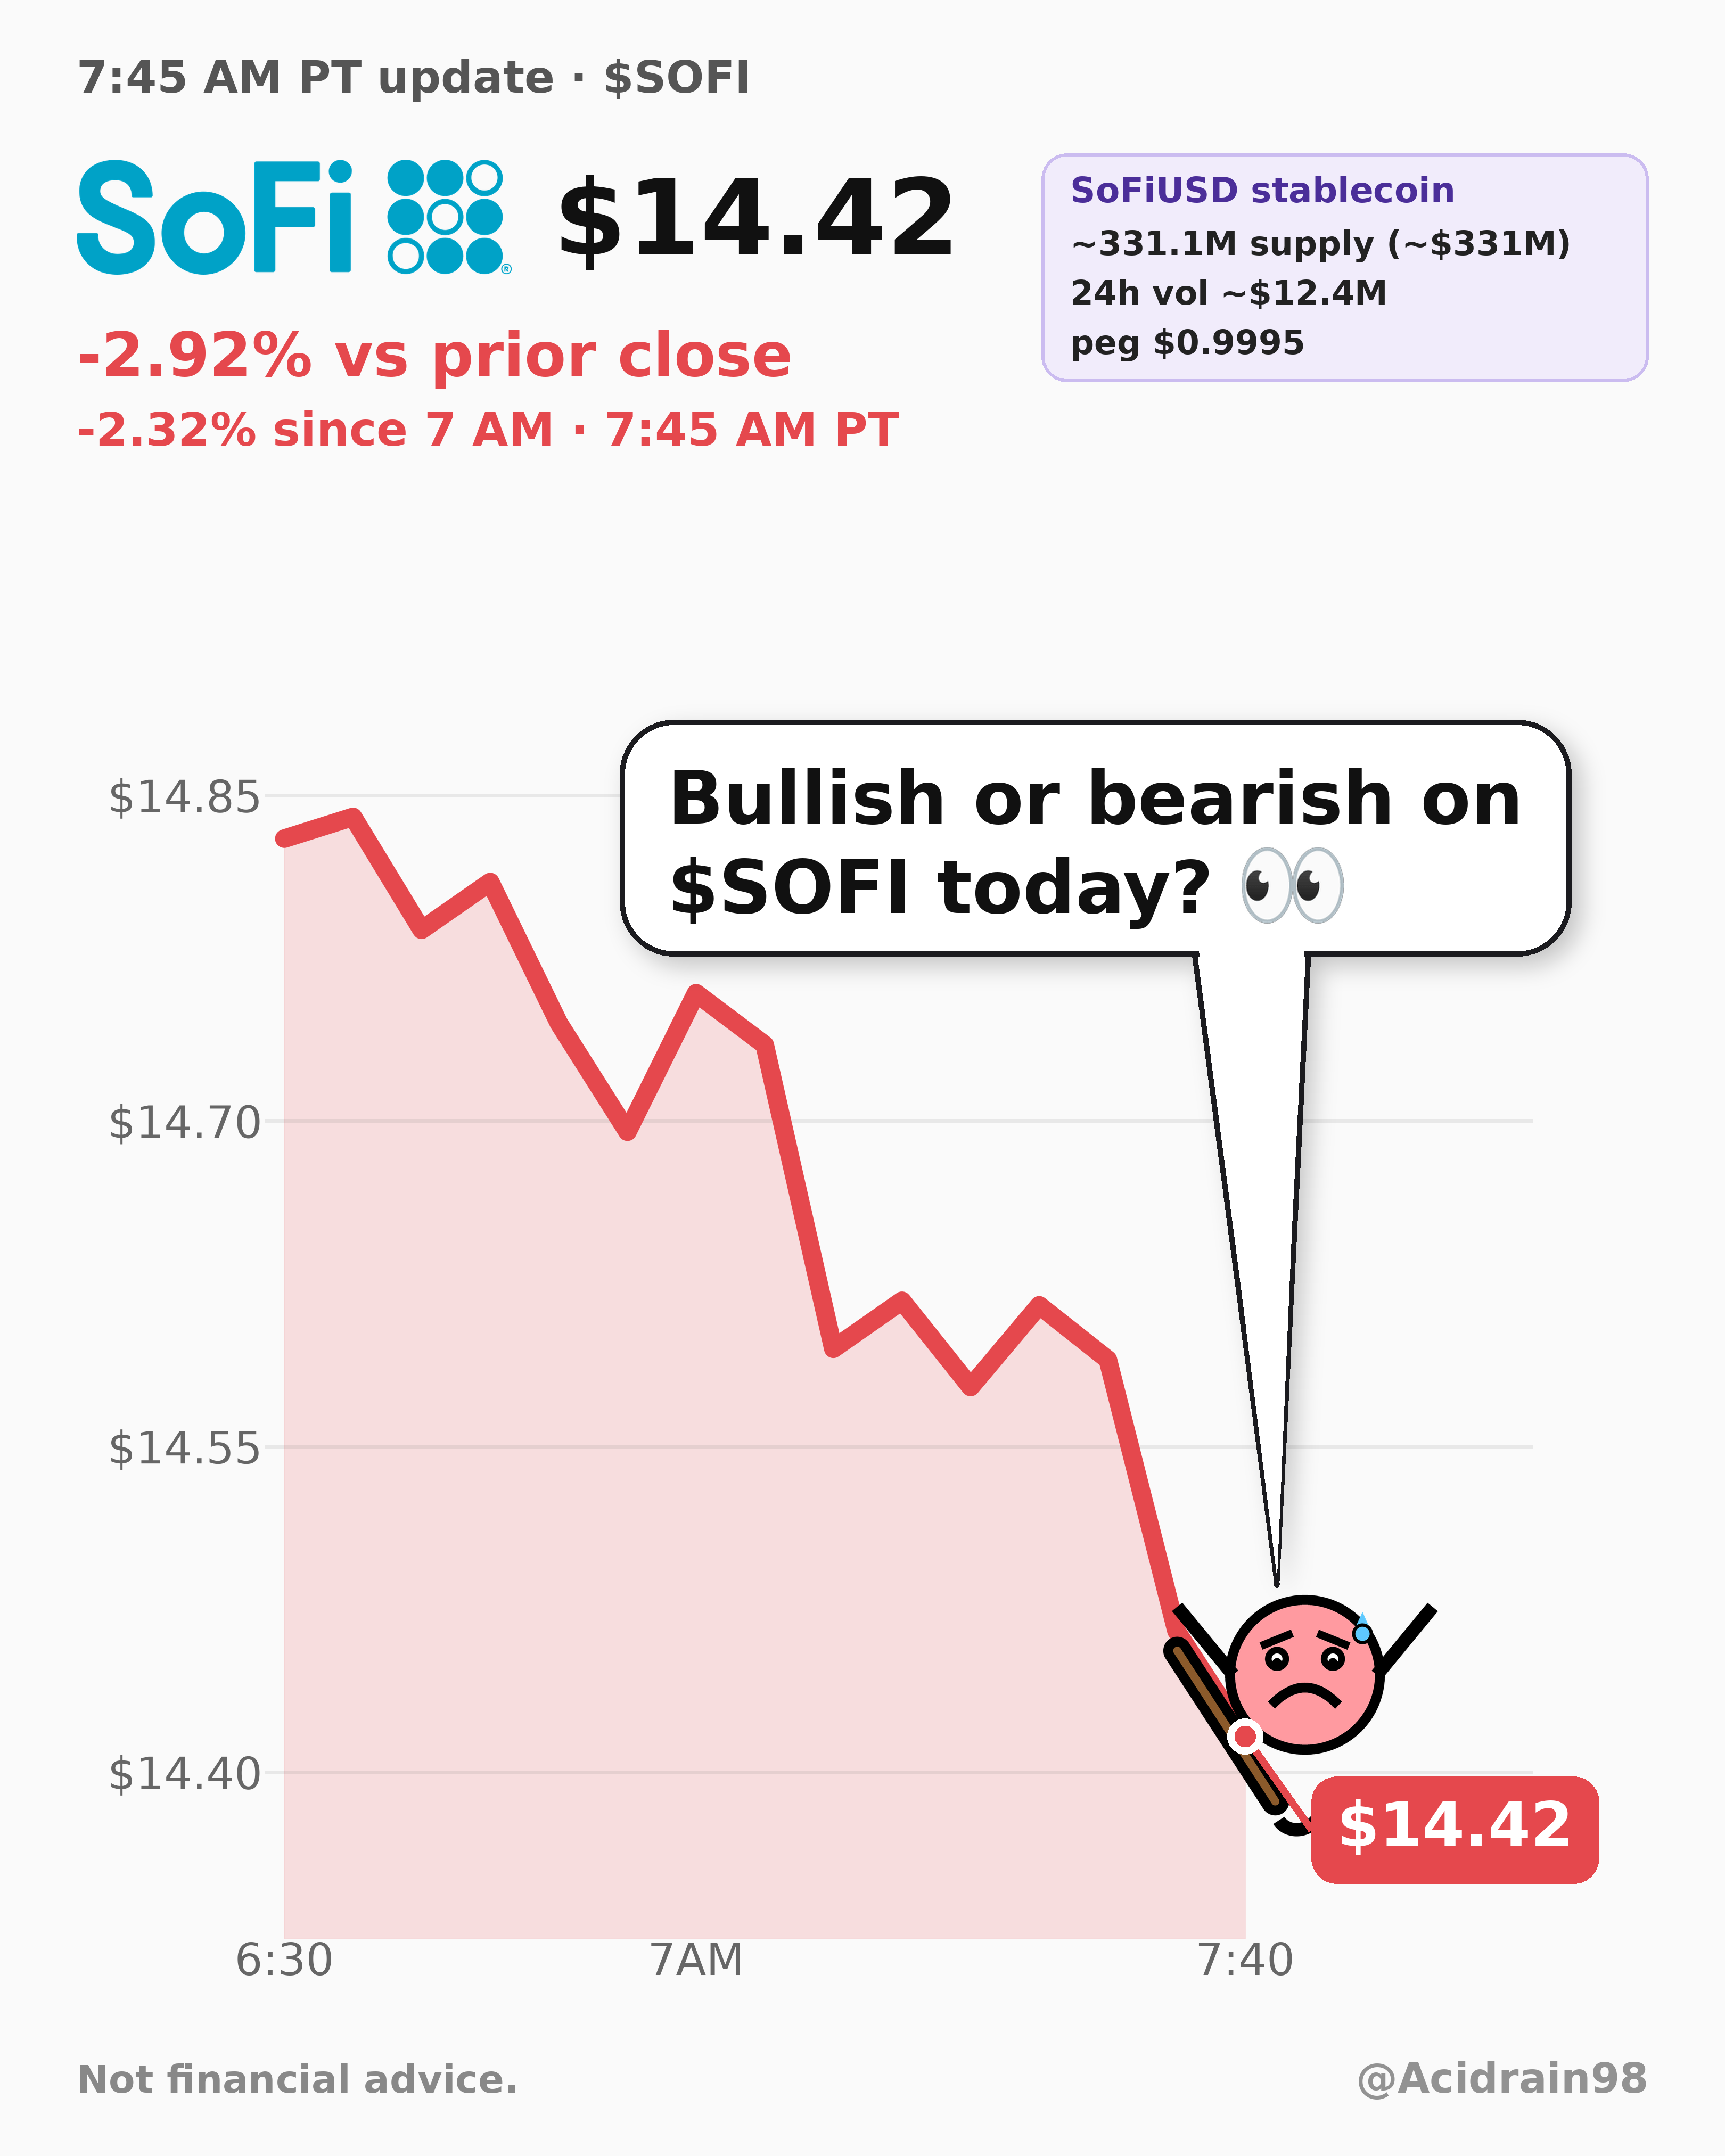 7:45 AM PT update · $SOFI
SoFi ® $14.42
-2.92% vs prior close
-2.32% since 7 AM · 7:45 AM PT
SoFiUSD stablecoin
~331.1M supply (~$331M)
24h vol ~$12.4M
peg $0.9995
Bullish or bearish on
$SOFI today? 👀
$14.85
$14.70
$14.55
$14.40
$14.42
6:30 7AM 7:40
Not financial advice.
@Acidrain98